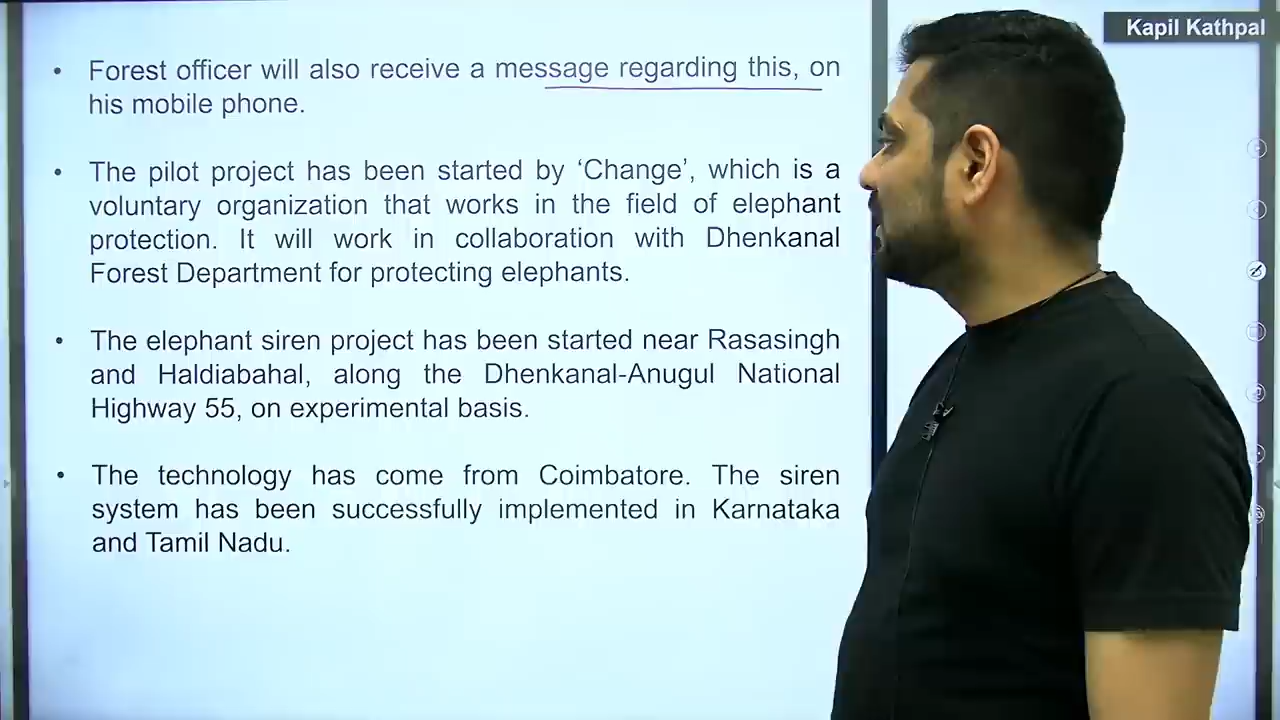 Kapil Kathpal
• Forest officer will also receive a message regarding this, on
his mobile phone.
• The pilot project has been started by ‘Change’, which is a
voluntary organization that works in the field of elephant
protection. It will work in collaboration with Dhenkanal
Forest Department for protecting elephants.
• The elephant siren project has been started near Rasasingh
and Haldiabahal, along the Dhenkanal-Anugul National
Highway 55, on experimental basis.
• The technology has come from Coimbatore. The siren
system has been successfully implemented in Karnataka
and Tamil Nadu.